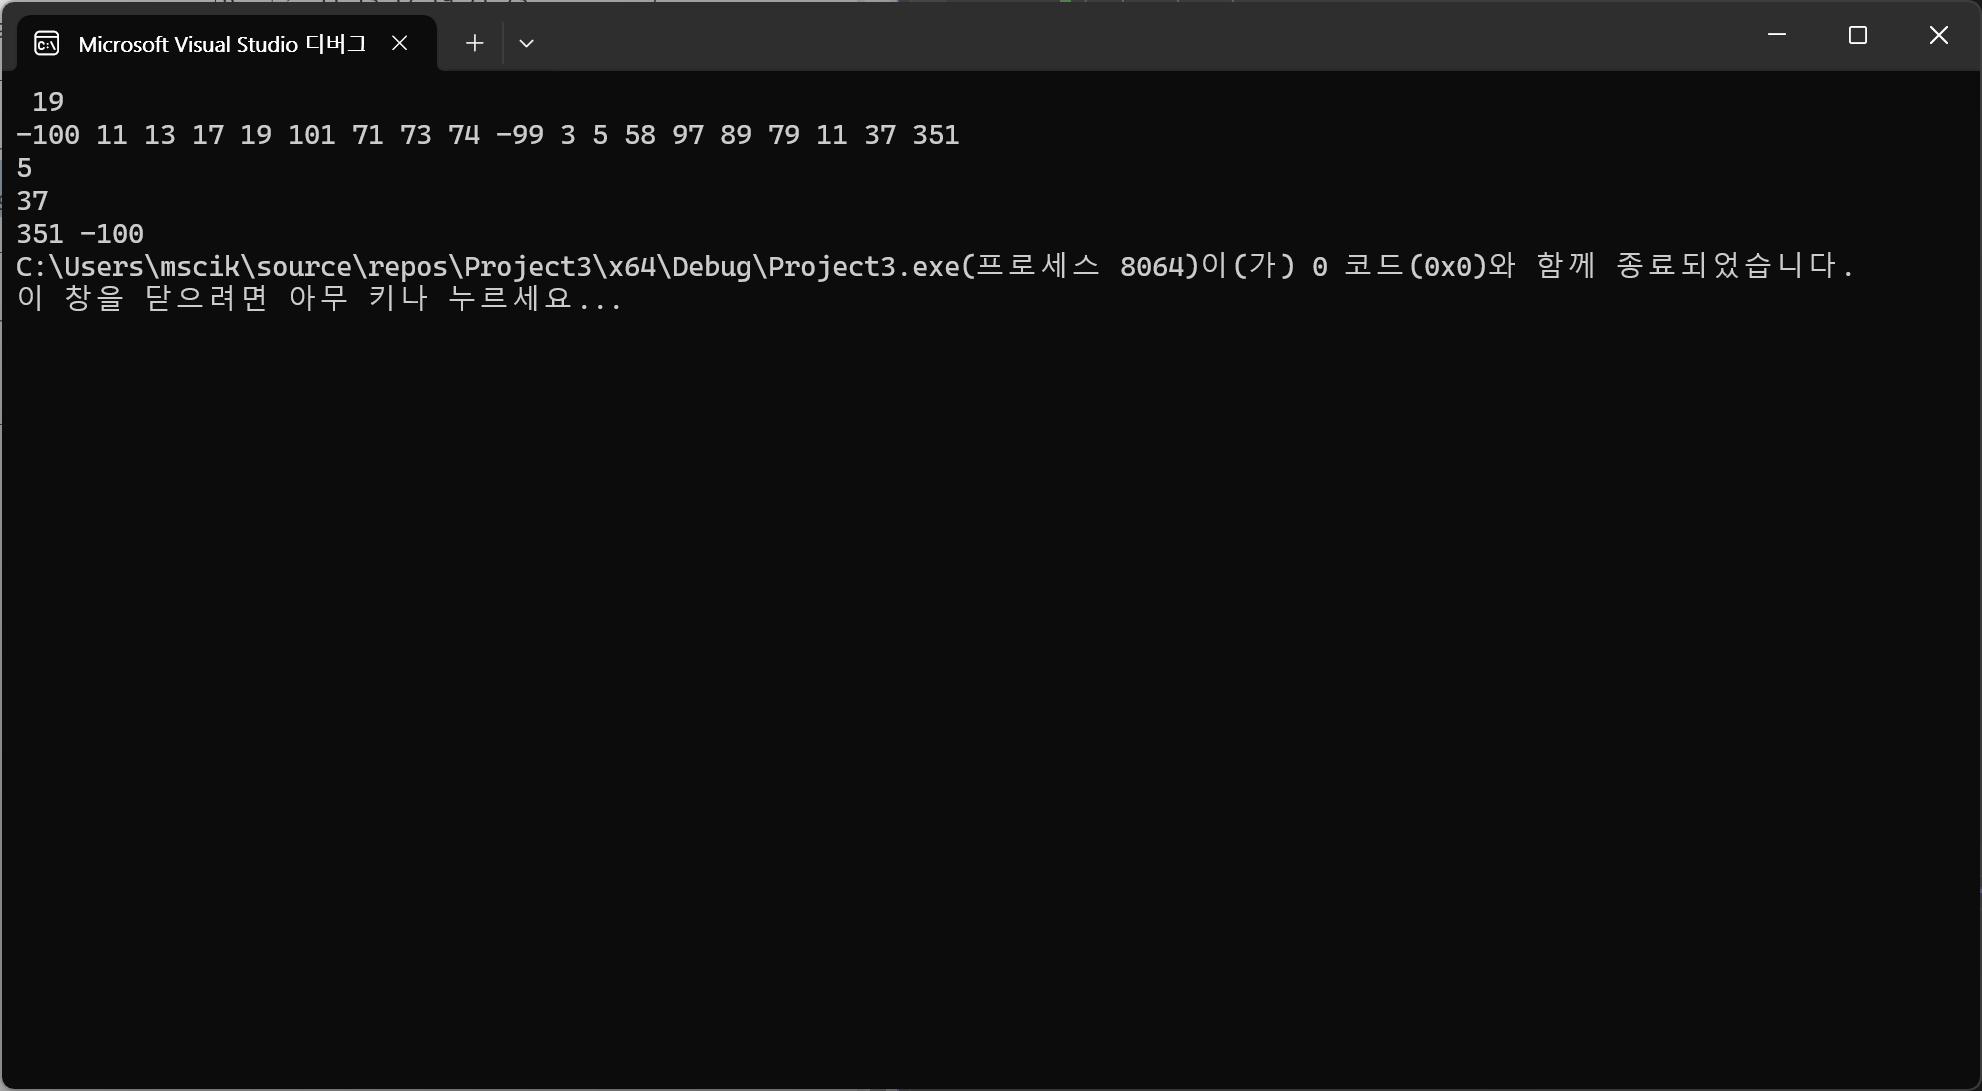 Microsoft Visual Studio 디버그
19
-100 11 13 17 19 101 71 73 74 -99 3 5 58 97 89 79 11 37 351
5
37
351 -100
C:\Users\mscik\source\repos\Project3\x64\Debug\Project3.exe(프로세스 8064)이(가) 0 코드(0x0)와 함께 종료되었습니다.
이 창을 닫으려면 아무 키나 누르세요...